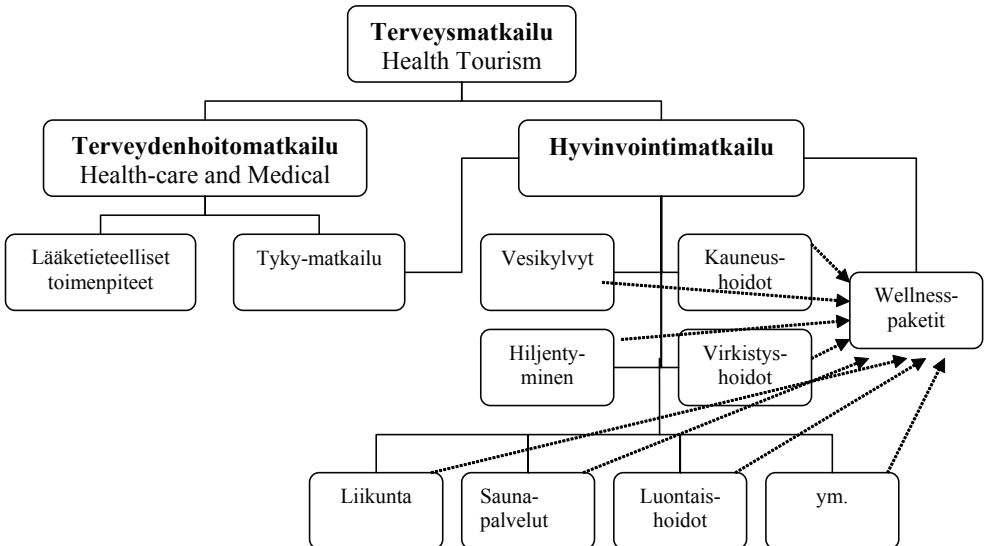 Terveysmatkailu
Health Tourism
Terveydenhoitomatkailu
Health-care and Medical
Hyvinvointimatkailu
Lääketieteelliset
toimenpiteet
Tyky-matkailu
Vesikylvyt
Kauneus-
hoidot
Wellness-
paketit
Hiljenty-
minen
Virkistys-
hoidot
Liikunta
Sauna-
palvelut
Luontais-
hoidot
ym.